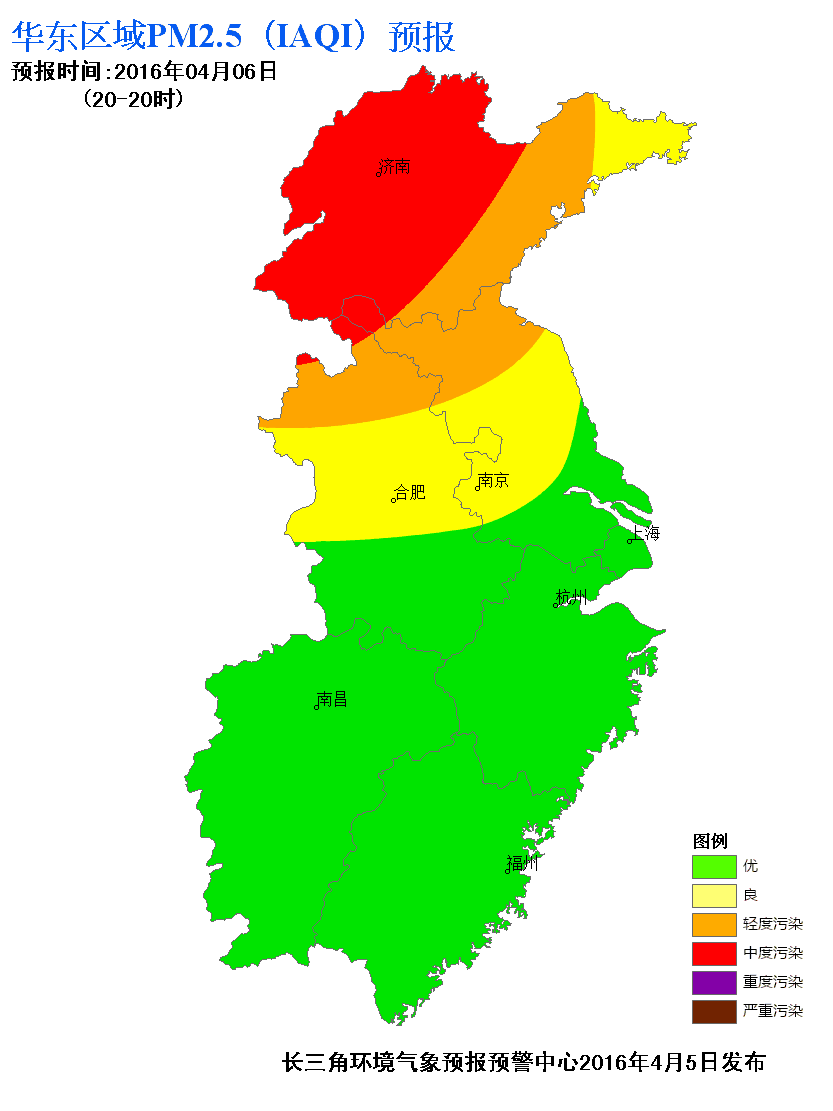 华东区域PM2.5（IAQI）预报
预报时间:2016年04月06日
(20-20时)
济南
合肥
南京
上海
杭州
南昌
福州
图例
优
良
轻度污染
中度污染
重度污染
严重污染
长三角环境气象预报预警中心2016年4月5日发布